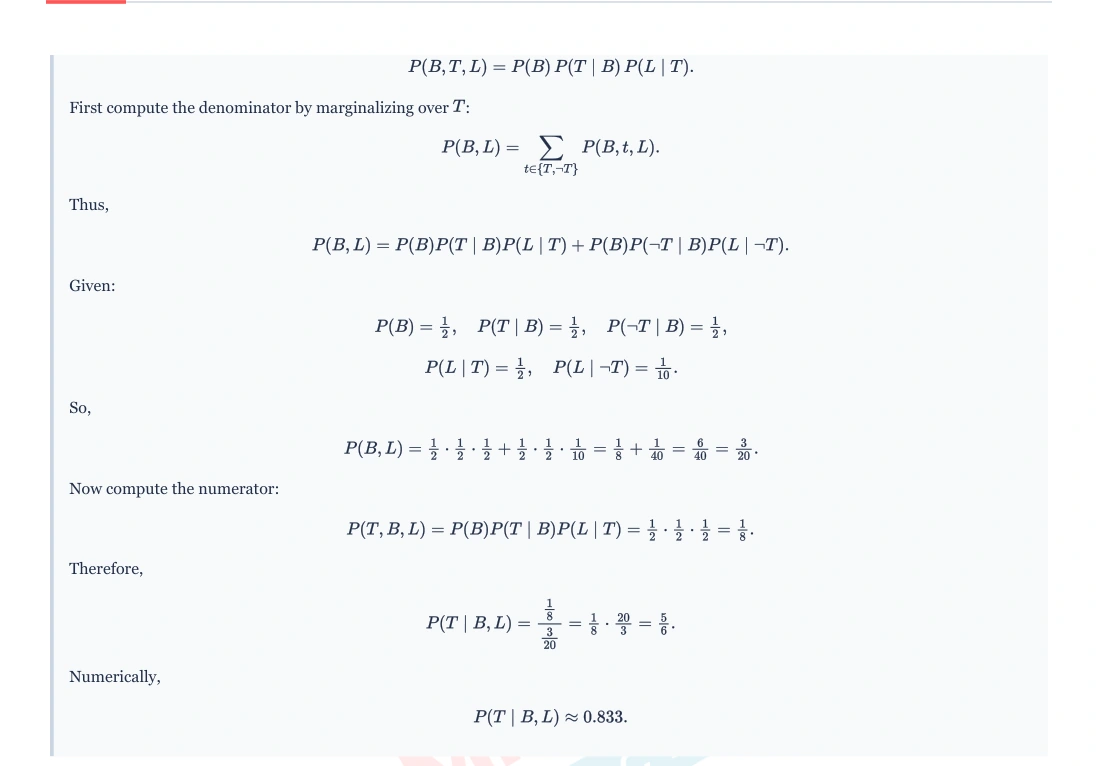 P(B, T, L) = P(B) P(T | B) P(L | T).
First compute the denominator by marginalizing over T:
P(B, L) = ∑_{t∈{T,¬T}} P(B, t, L).
Thus,
P(B, L) = P(B)P(T | B)P(L | T) + P(B)P(¬T | B)P(L | ¬T).
Given:
P(B) = 1/2, P(T | B) = 1/2, P(¬T | B) = 1/2,
P(L | T) = 1/2, P(L | ¬T) = 1/10.
So,
P(B, L) = 1/2 · 1/2 · 1/2 + 1/2 · 1/2 · 1/10 = 1/8 + 1/40 = 6/40 = 3/20.
Now compute the numerator:
P(T, B, L) = P(B)P(T | B)P(L | T) = 1/2 · 1/2 · 1/2 = 1/8.
Therefore,
P(T | B, L) = (1/8)/(3/20) = 1/8 · 20/3 = 5/6.
Numerically,
P(T | B, L) ≈ 0.833.